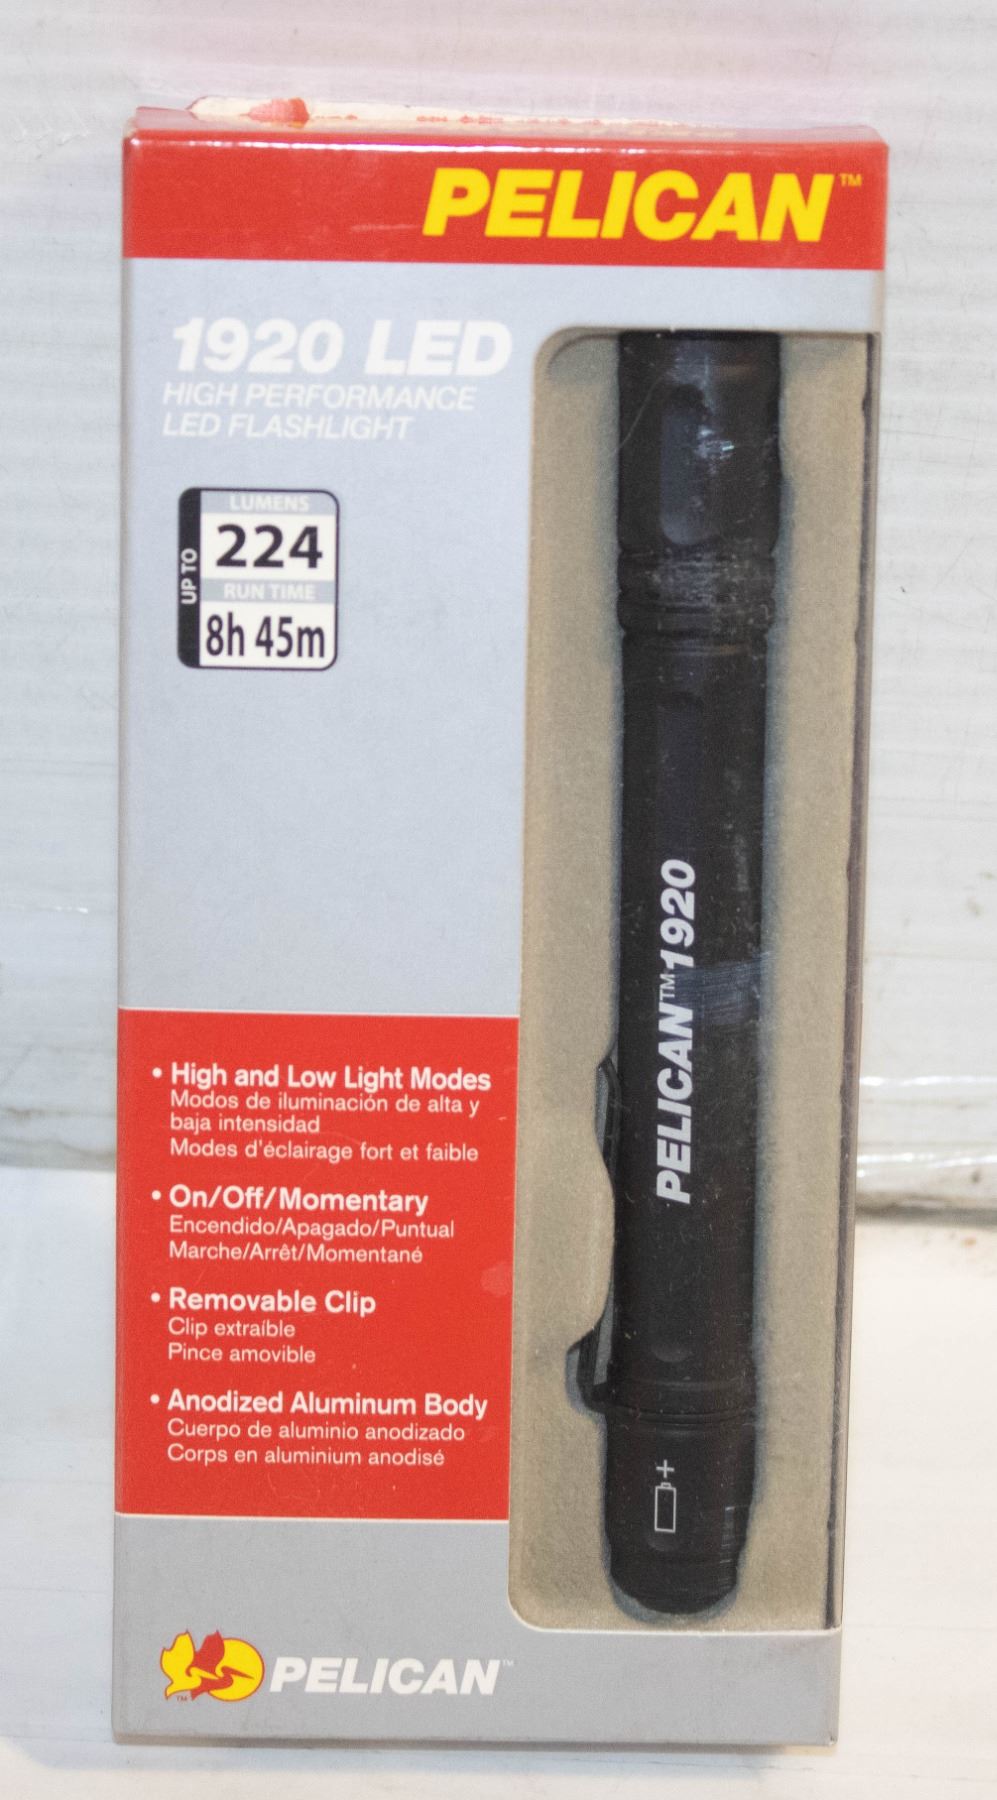 PELICAN™
1920 LED
HIGH PERFORMANCE
LED FLASHLIGHT
UP TO
LUMENS
224
RUN TIME
8h 45m
PELICAN™1920
• High and Low Light Modes
Modos de iluminación de alta y
baja intensidad
Modes d'éclairage fort et faible
• On/Off/Momentary
Encendido/Apagado/Puntual
Marche/Arrêt/Momentané
• Removable Clip
Clip extraíble
Pince amovible
• Anodized Aluminum Body
Cuerpo de aluminio anodizado
Corps en aluminium anodisé
+
™
PELICAN™